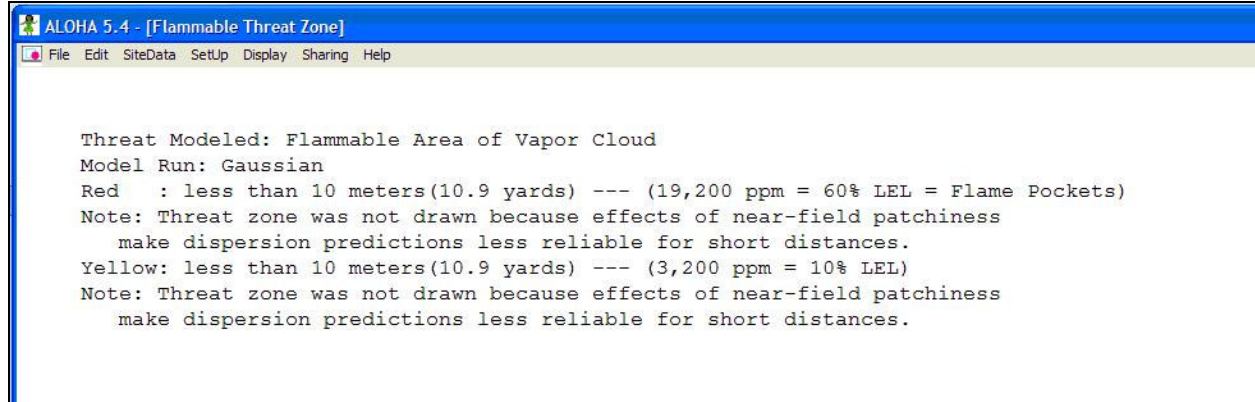 ALOHA 5.4 - [Flammable Threat Zone]
File Edit SiteData SetUp Display Sharing Help
Threat Modeled: Flammable Area of Vapor Cloud
Model Run: Gaussian
Red   : less than 10 meters(10.9 yards) --- (19,200 ppm = 60% LEL = Flame Pockets)
Note: Threat zone was not drawn because effects of near-field patchiness
   make dispersion predictions less reliable for short distances.
Yellow: less than 10 meters(10.9 yards) --- (3,200 ppm = 10% LEL)
Note: Threat zone was not drawn because effects of near-field patchiness
   make dispersion predictions less reliable for short distances.